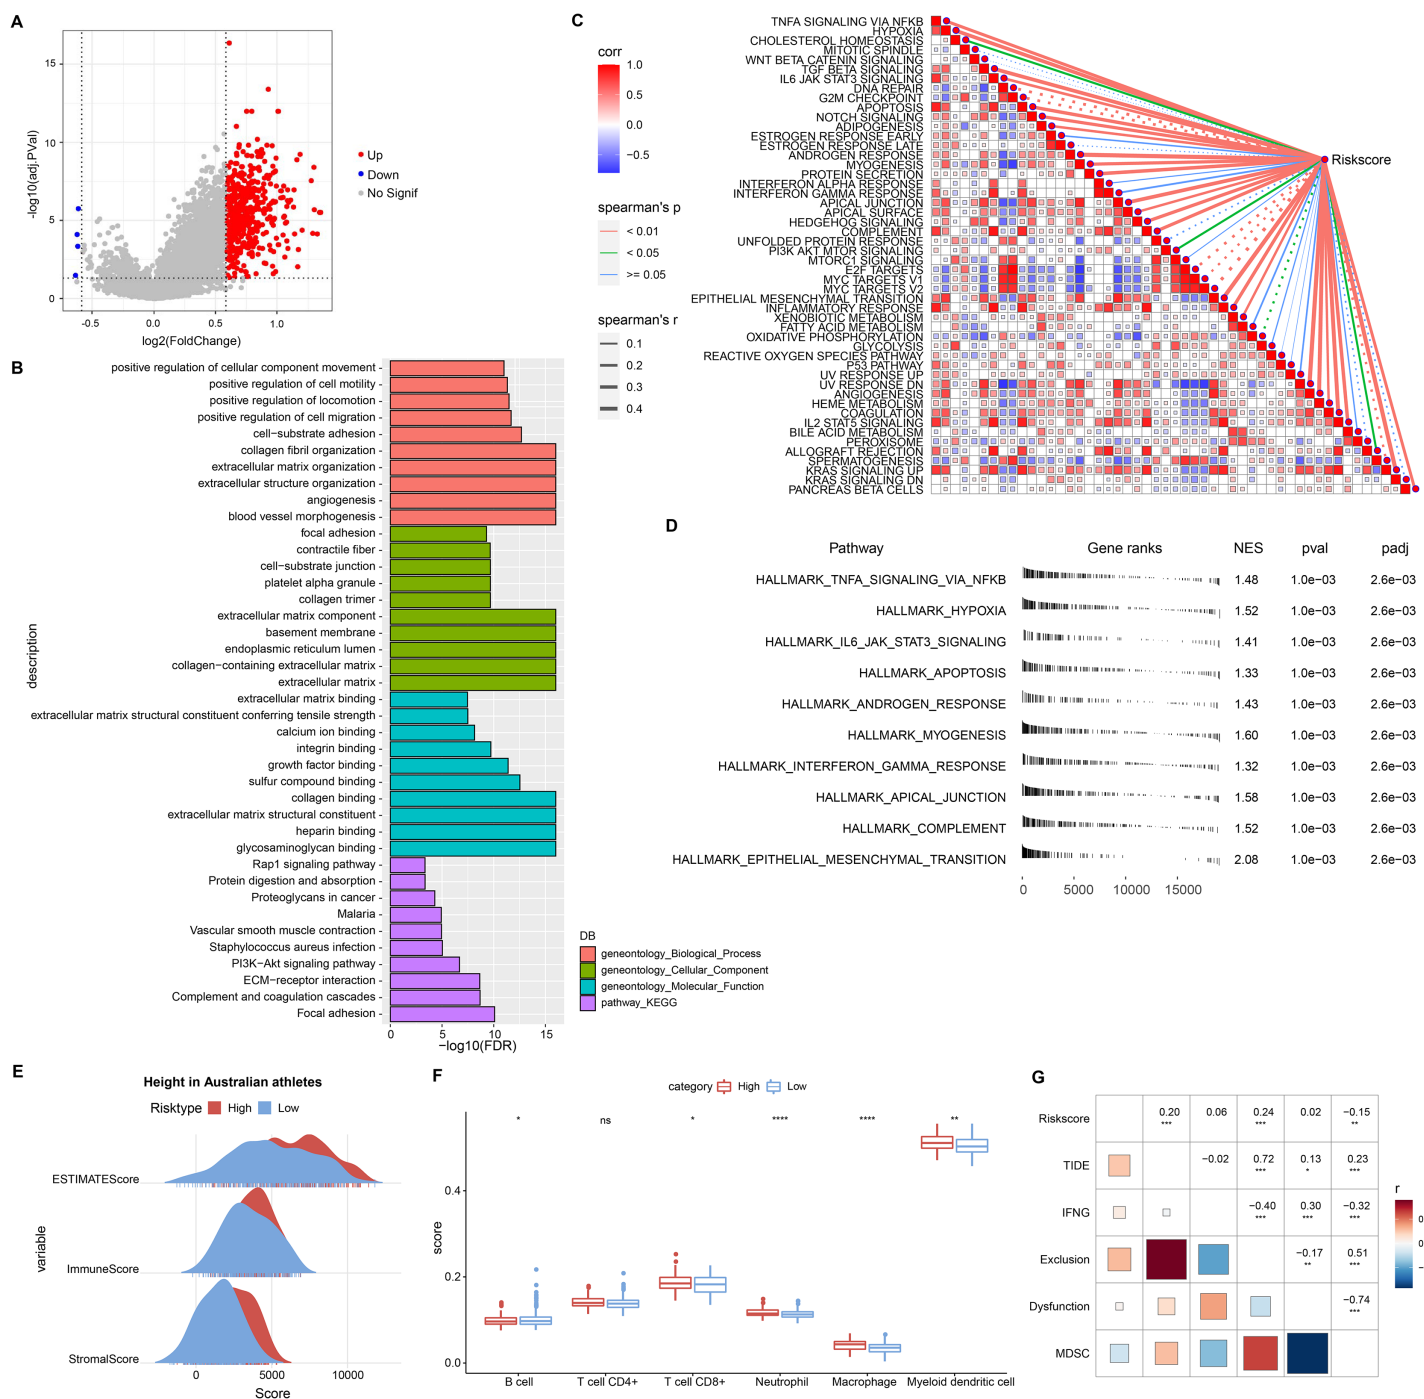 A
-log10(adj.PVal)
15
10
5
0
-0.5
0.0
0.5
1.0
log2(FoldChange)
Up
Down
No Signif
B
description
positive regulation of cellular component movement
positive regulation of cell motility
positive regulation of locomotion
positive regulation of cell migration
cell−substrate adhesion
collagen fibril organization
extracellular matrix organization
extracellular structure organization
angiogenesis
blood vessel morphogenesis
focal adhesion
contractile fiber
cell−substrate junction
platelet alpha granule
collagen trimer
extracellular matrix component
basement membrane
endoplasmic reticulum lumen
collagen−containing extracellular matrix
extracellular matrix
extracellular matrix binding
extracellular matrix structural constituent conferring tensile strength
calcium ion binding
integrin binding
growth factor binding
sulfur compound binding
collagen binding
extracellular matrix structural constituent
heparin binding
glycosaminoglycan binding
Rap1 signaling pathway
Protein digestion and absorption
Proteoglycans in cancer
Malaria
Vascular smooth muscle contraction
Staphylococcus aureus infection
PI3K−Akt signaling pathway
ECM−receptor interaction
Complement and coagulation cascades
Focal adhesion
0 5 10 15
−log10(FDR)
DB
geneontology_Biological_Process
geneontology_Cellular_Component
geneontology_Molecular_Function
pathway_KEGG
C
corr
1.0
0.5
0.0
−0.5
spearman's p
< 0.01
< 0.05
>= 0.05
spearman's r
0.1
0.2
0.3
0.4
TNFA SIGNALING VIA NFKB
HYPOXIA
CHOLESTEROL HOMEOSTASIS
MITOTIC SPINDLE
WNT BETA CATENIN SIGNALING
TGF BETA SIGNALING
IL6 JAK STAT3 SIGNALING
DNA REPAIR
G2M CHECKPOINT
APOPTOSIS
NOTCH SIGNALING
ADIPOGENESIS
ESTROGEN RESPONSE EARLY
ESTROGEN RESPONSE LATE
ANDROGEN RESPONSE
MYOGENESIS
PROTEIN SECRETION
INTERFERON ALPHA RESPONSE
INTERFERON GAMMA RESPONSE
APICAL JUNCTION
APICAL SURFACE
HEDGEHOG SIGNALING
COMPLEMENT
UNFOLDED PROTEIN RESPONSE
PI3K AKT MTOR SIGNALING
MTORC1 SIGNALING
E2F TARGETS
MYC TARGETS V1
MYC TARGETS V2
EPITHELIAL MESENCHYMAL TRANSITION
INFLAMMATORY RESPONSE
XENOBIOTIC METABOLISM
FATTY ACID METABOLISM
OXIDATIVE PHOSPHORYLATION
GLYCOLYSIS
REACTIVE OXYGEN SPECIES PATHWAY
P53 PATHWAY
UV RESPONSE UP
UV RESPONSE DN
ANGIOGENESIS
HEME METABOLISM
COAGULATION
IL2 STAT5 SIGNALING
BILE ACID METABOLISM
PEROXISOME
ALLOGRAFT REJECTION
SPERMATOGENESIS
KRAS SIGNALING UP
KRAS SIGNALING DN
PANCREAS BETA CELLS
Riskscore
D
Pathway Gene ranks NES pval padj
HALLMARK_TNFA_SIGNALING_VIA_NFKB 1.48 1.0e−03 2.6e−03
HALLMARK_HYPOXIA 1.52 1.0e−03 2.6e−03
HALLMARK_IL6_JAK_STAT3_SIGNALING 1.41 1.0e−03 2.6e−03
HALLMARK_APOPTOSIS 1.33 1.0e−03 2.6e−03
HALLMARK_ANDROGEN_RESPONSE 1.43 1.0e−03 2.6e−03
HALLMARK_MYOGENESIS 1.60 1.0e−03 2.6e−03
HALLMARK_INTERFERON_GAMMA_RESPONSE 1.32 1.0e−03 2.6e−03
HALLMARK_APICAL_JUNCTION 1.58 1.0e−03 2.6e−03
HALLMARK_COMPLEMENT 1.52 1.0e−03 2.6e−03
HALLMARK_EPITHELIAL_MESENCHYMAL_TRANSITION 2.08 1.0e−03 2.6e−03
0 5000 10000 15000
E
Height in Australian athletes
Risktype High Low
variable
ESTIMATEScore
ImmuneScore
StromalScore
0 5000 10000
Score
F
category High Low
* ns * **** **** **
score
0.4
0.2
0.0
B cell T cell CD4+ T cell CD8+ Neutrophil Macrophage Myeloid dendritic cell
G
Riskscore 0.20 0.06 0.24 0.02 −0.15
*** *** **
TIDE −0.02 0.72 0.13 0.23
*** * ***
IFNG −0.40 0.30 −0.32
*** *** ***
Exclusion −0.17 0.51
** ***
Dysfunction −0.74
***
MDSC
r
0
0
−